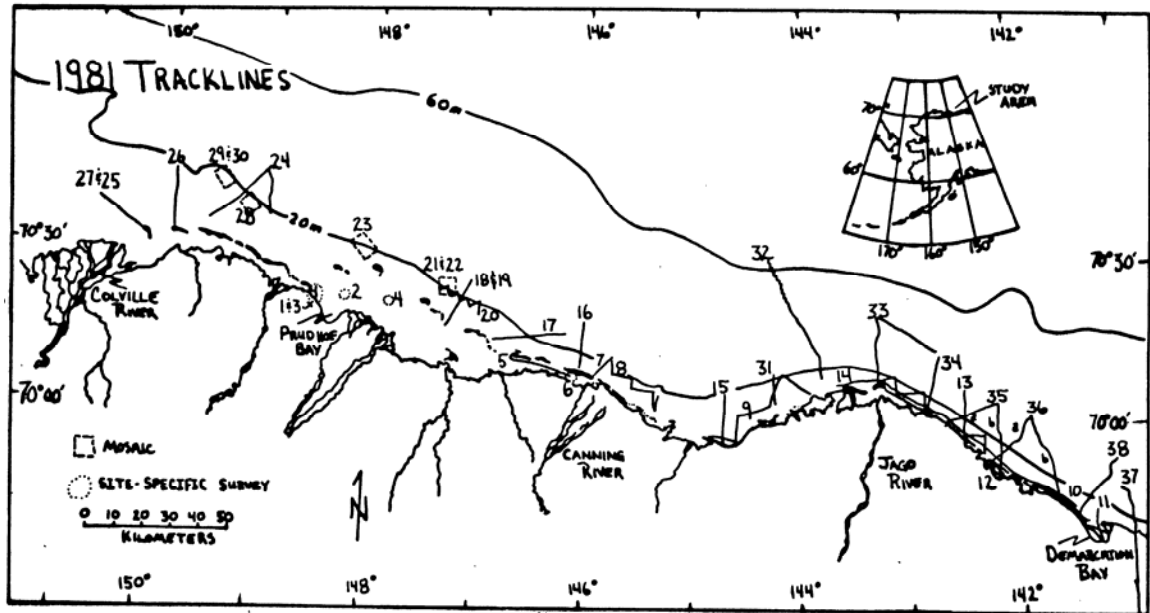 150° 148° 146° 144° 142°
1981 TRACKLINES
60m
STUDY AREA
70°
ALASKA
60°
170° 160° 150°
26
29&30
24
27&25
28
20m
23
70°30'
32
70°30'
21&22
18&19
COLVILLE RIVER
1&3
2
4
20
PRUDHOE BAY
17
16
33
5
7
8
31
14
34
6
70°00'
15
9
13
35
a
b
36
a
b
70°00'
MOSAIC
CANNING RIVER
JAGO RIVER
12
38
37
SITE-SPECIFIC SURVEY
10
11
0 10 20 30 40 50
KILOMETERS
N
DEMARCATION BAY
150° 148° 146° 144° 142°